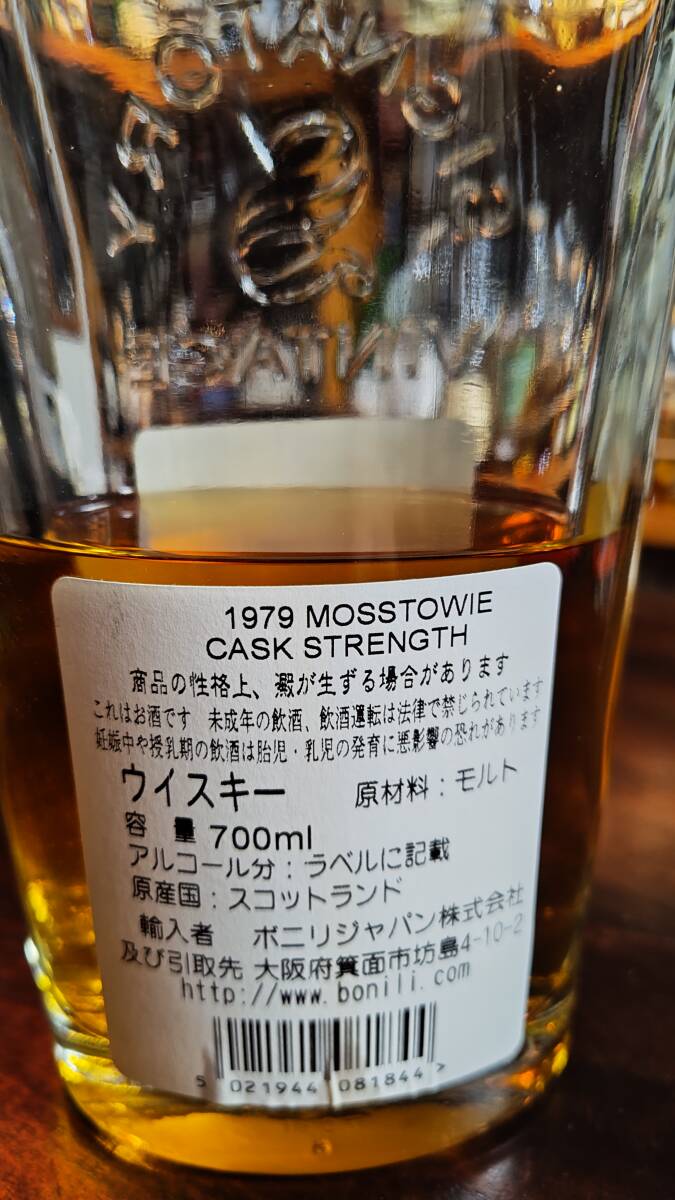 SIGNATORY
VINTAGE
1979 MOSSTOWIE
CASK STRENGTH
商品の性格上、澱が生ずる場合があります
これはお酒です 未成年の飲酒、飲酒運転は法律で禁じられています
妊娠中や授乳期の飲酒は胎児・乳児の発育に悪影響の恐れがあります
ウイスキー 原材料：モルト
容 量 700ml
アルコール分：ラベルに記載
原産国：スコットランド
輸入者 ボニリジャパン株式会社
及び引取先 大阪府箕面市坊島4-10-2
http://www.bonili.com
5 021944 081844 >